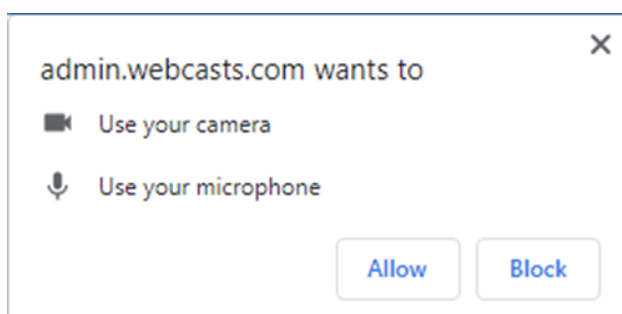 admin.webcasts.com wants to
Use your camera
Use your microphone
Allow Block